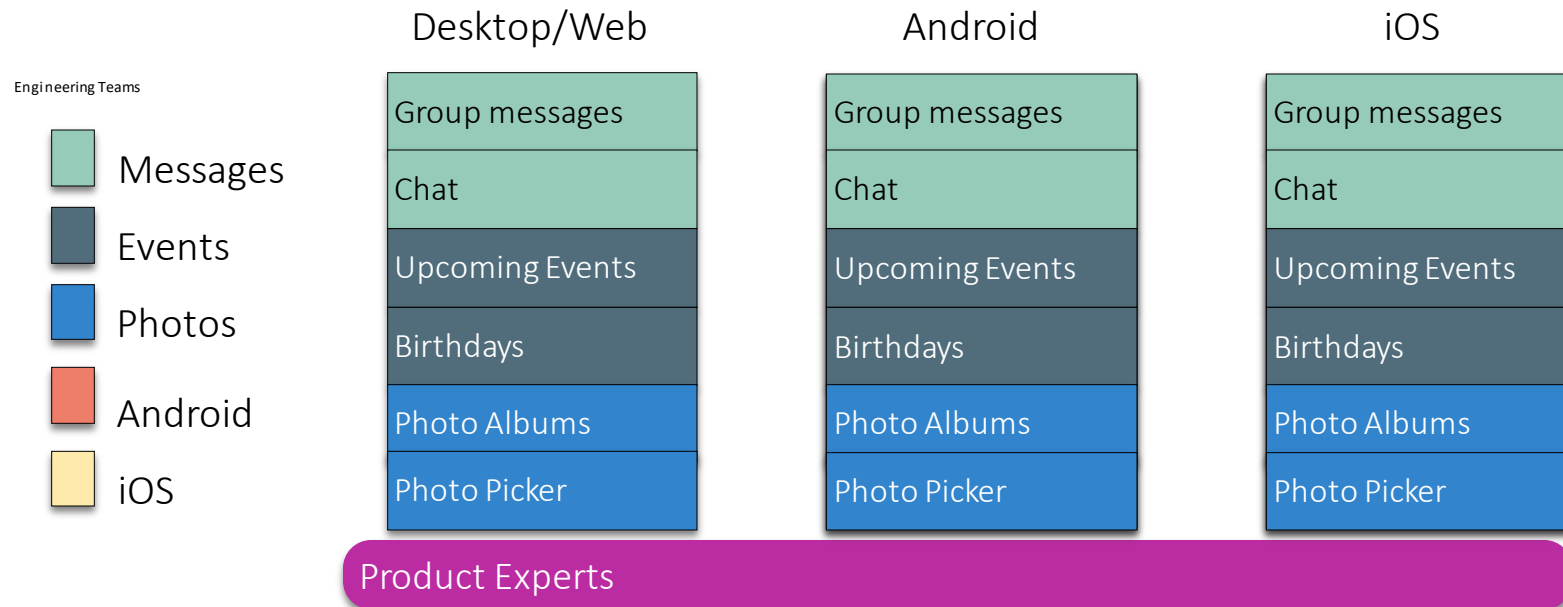 Desktop/Web
Android
iOS
Engineering Teams
Messages
Events
Photos
Android
iOS
Group messages
Chat
Upcoming Events
Birthdays
Photo Albums
Photo Picker
Group messages
Chat
Upcoming Events
Birthdays
Photo Albums
Photo Picker
Group messages
Chat
Upcoming Events
Birthdays
Photo Albums
Photo Picker
Product Experts